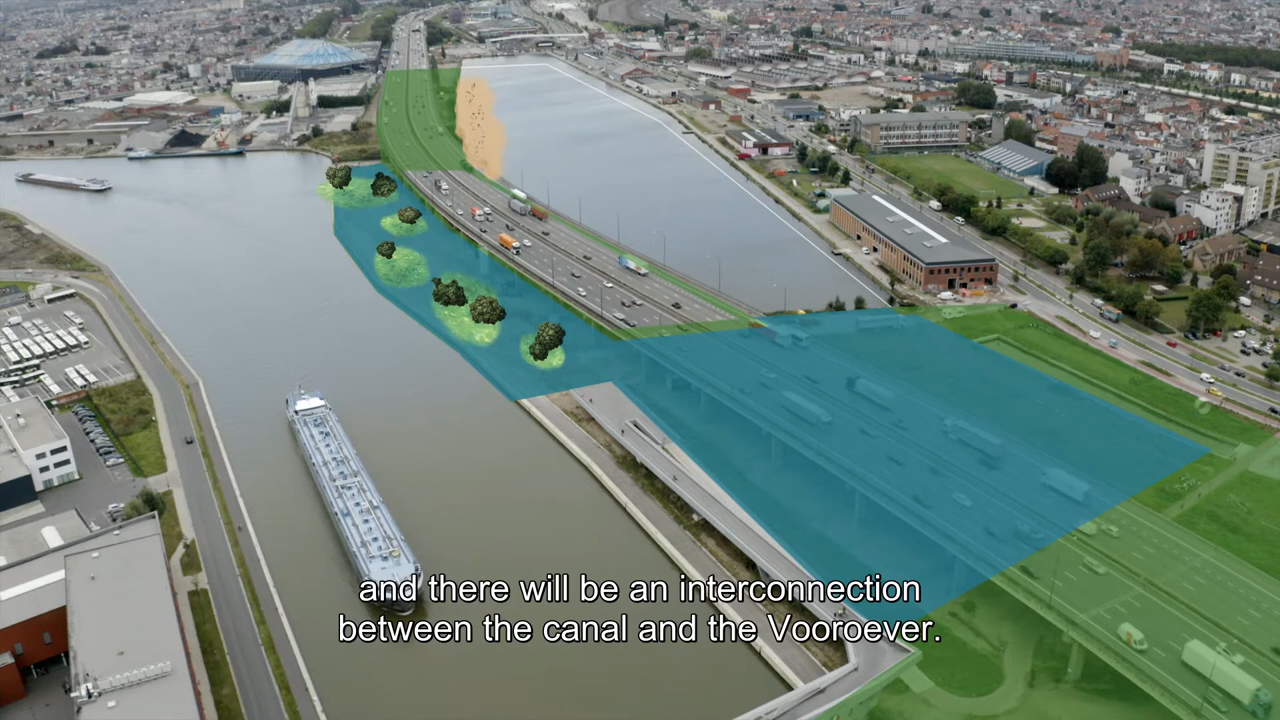 and there will be an interconnection
between the canal and the Vooroever.